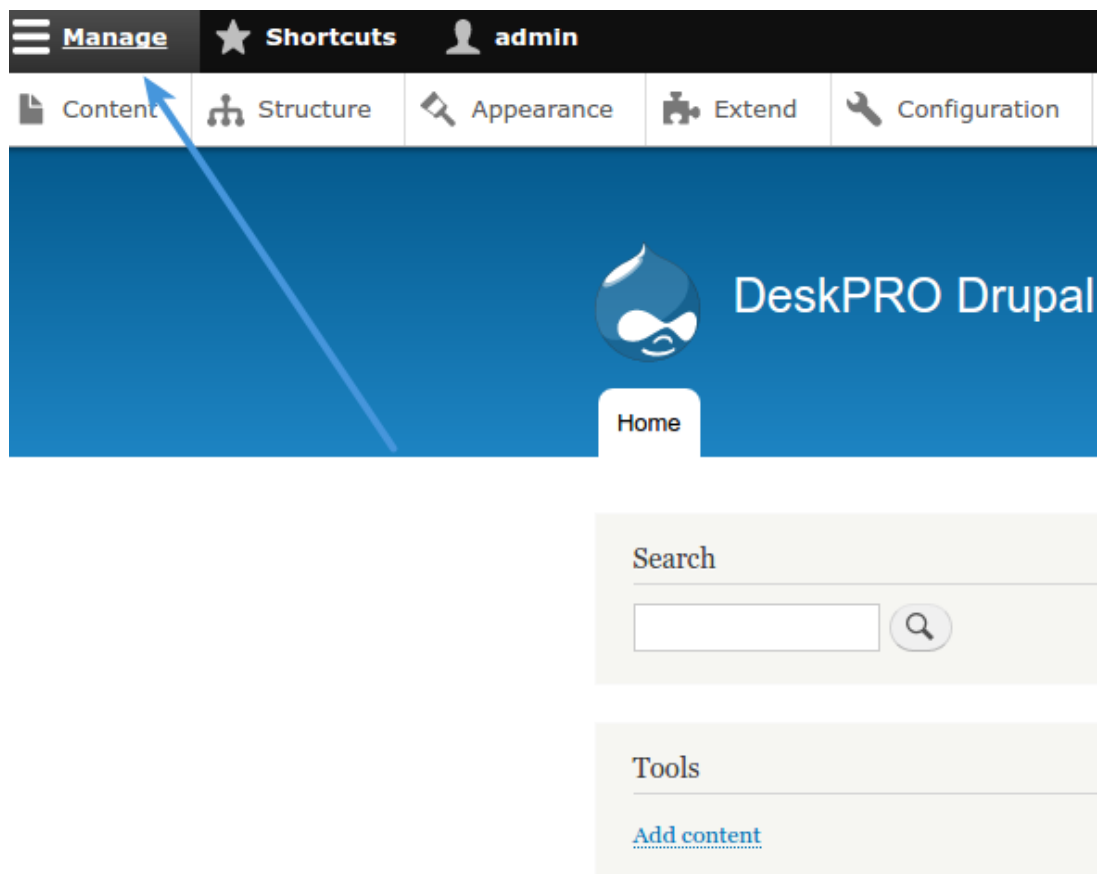 Manage Shortcuts admin
Content Structure Appearance Extend Configuration
DeskPRO Drupal
Home
Search
Tools
Add content